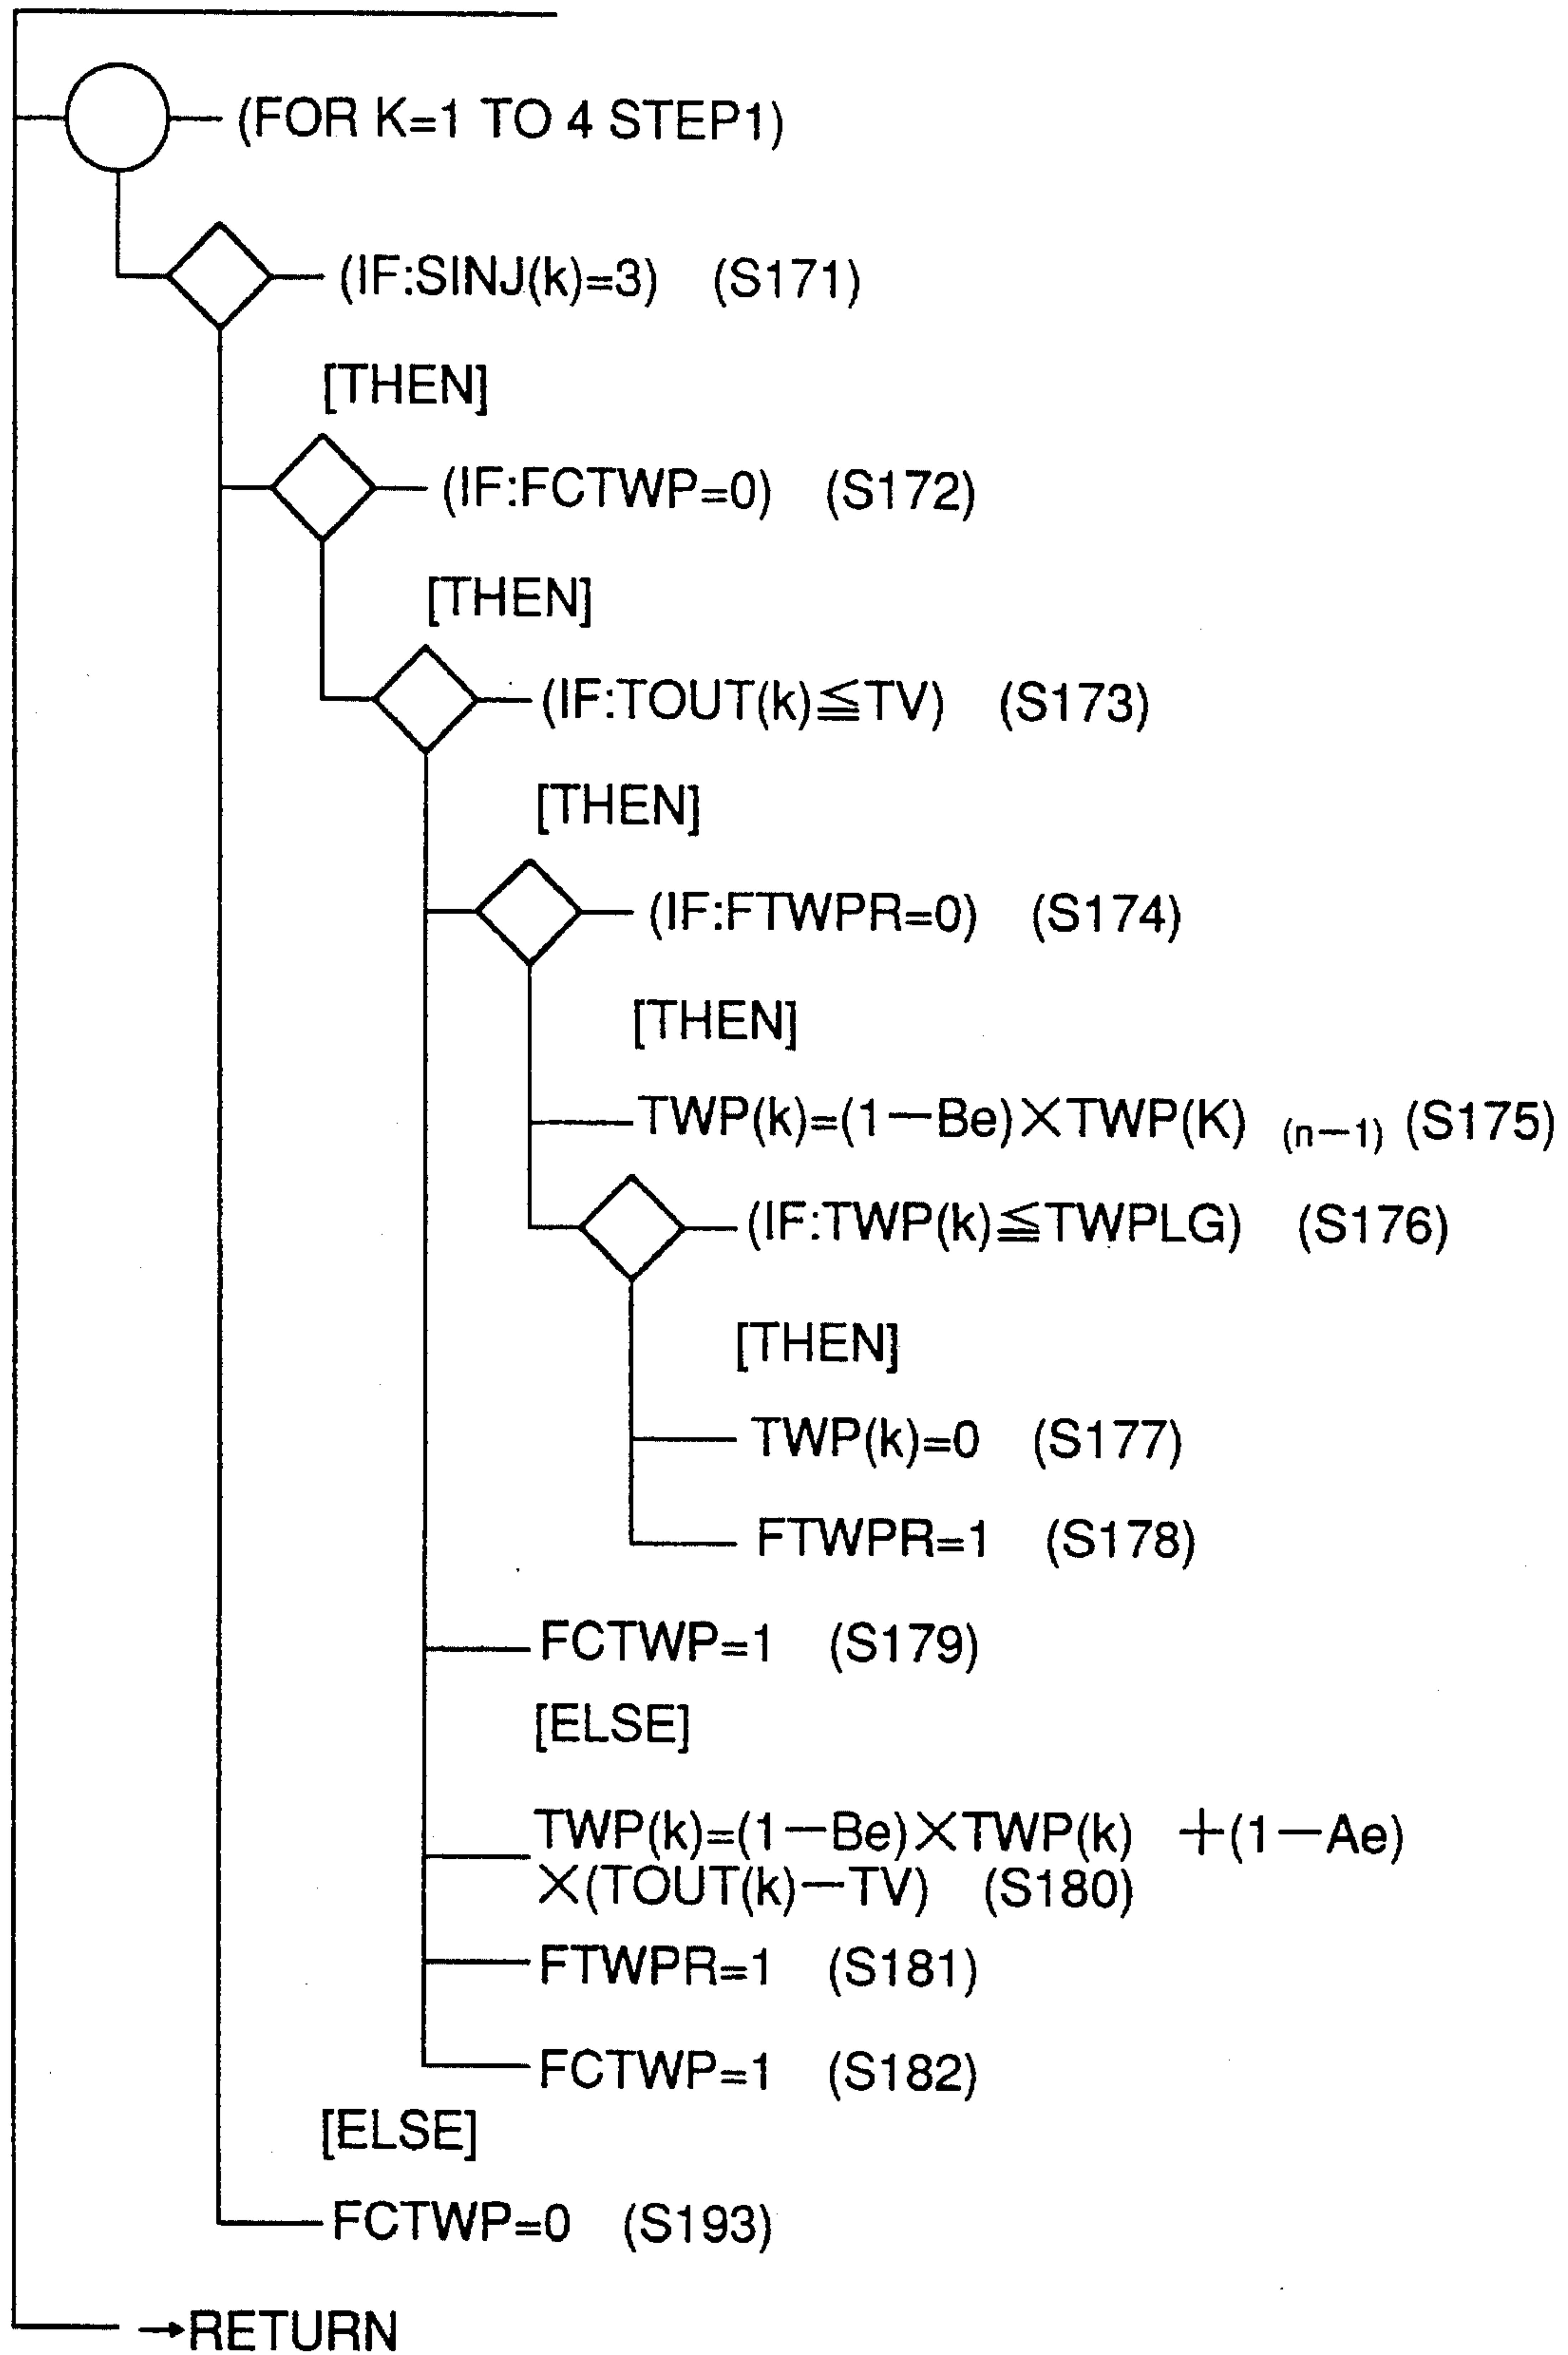 (FOR K=1 TO 4 STEP1)
(IF:SINJ(k)=3) (S171)
[THEN]
(IF:FCTWP=0) (S172)
[THEN]
(IF:TOUT(k)≦TV) (S173)
[THEN]
(IF:FTWPR=0) (S174)
[THEN]
TWP(k)=(1−Be)×TWP(K) (n−1) (S175)
(IF:TWP(k)≦TWPLG) (S176)
[THEN]
TWP(k)=0 (S177)
FTWPR=1 (S178)
FCTWP=1 (S179)
[ELSE]
TWP(k)=(1−Be)×TWP(k) +(1−Ae)
×(TOUT(k)−TV) (S180)
FTWPR=1 (S181)
FCTWP=1 (S182)
[ELSE]
FCTWP=0 (S193)
→RETURN